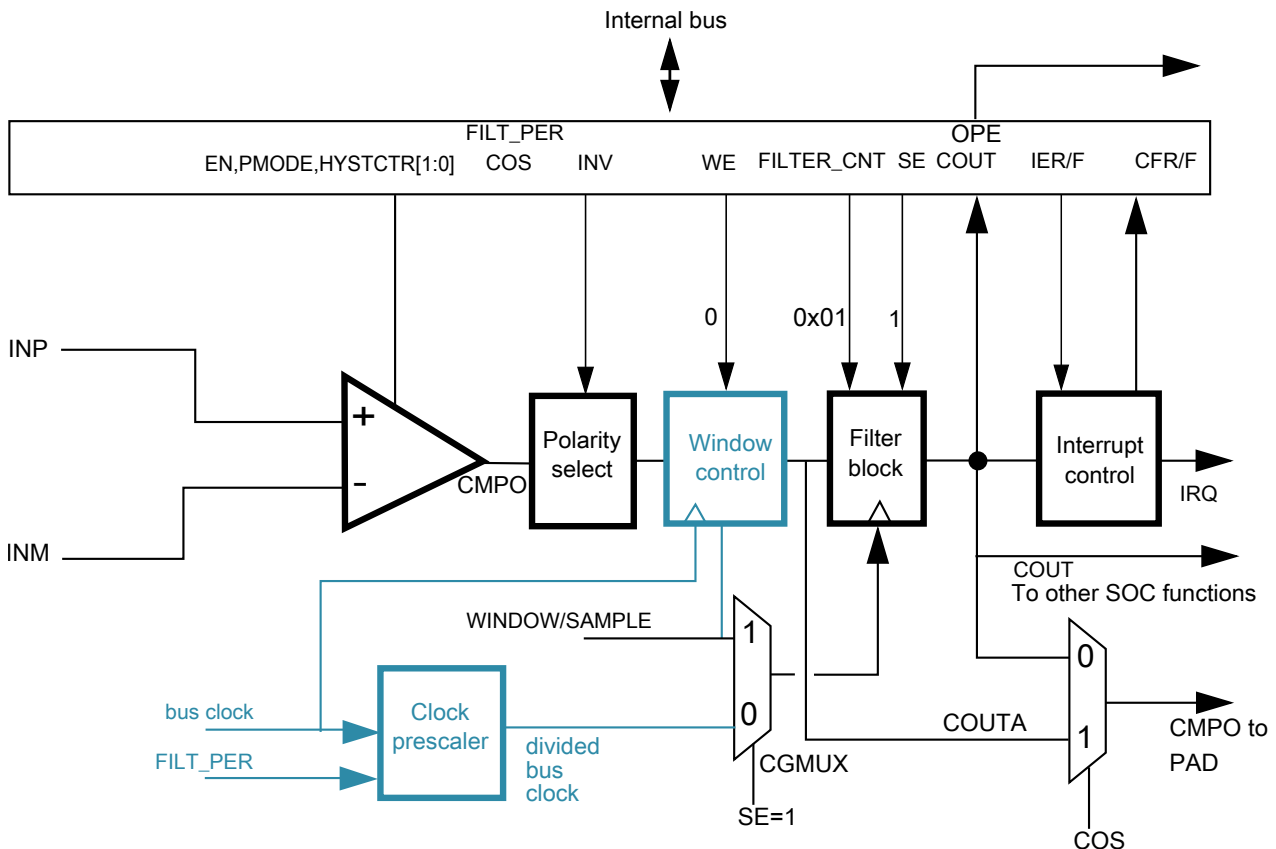 Internal bus
FILT_PER
OPE
EN,PMODE,HYSTCTR[1:0]
COS
INV
WE
FILTER_CNT
SE
COUT
IER/F
CFR/F
0
0x01
1
INP
+
-
INM
CMPO
Polarity
select
Window
control
Filter
block
Interrupt
control
IRQ
COUT
To other SOC functions
WINDOW/SAMPLE
1
0
CGMUX
SE=1
bus clock
FILT_PER
Clock
prescaler
divided
bus
clock
COUTA
0
1
COS
CMPO to
PAD